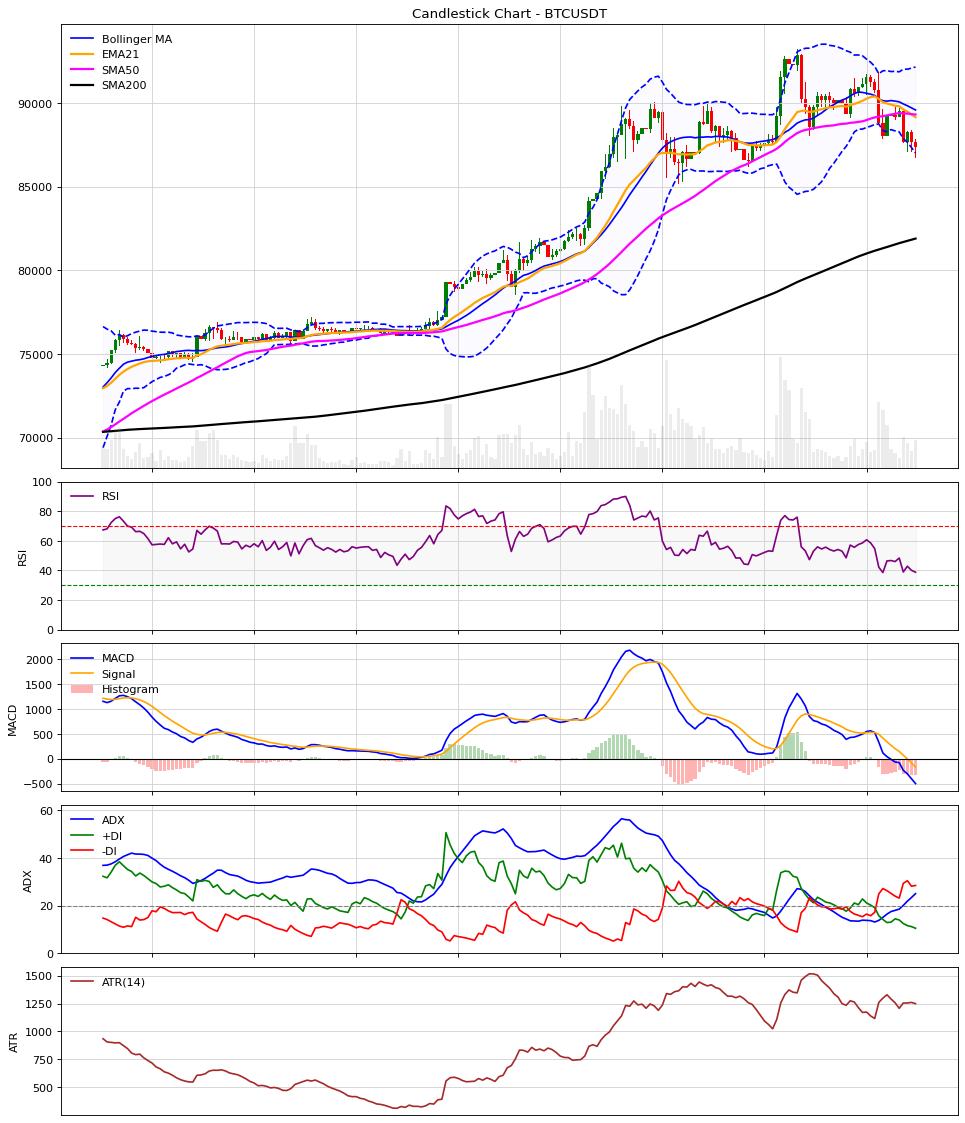 Candlestick Chart - BTCUSDT
Bollinger MA
EMA21
SMA50
SMA200
90000
85000
80000
75000
70000
RSI
RSI
100
80
60
40
20
0
MACD
Signal
Histogram
MACD
2000
1500
1000
500
0
−500
ADX
+DI
-DI
ADX
60
40
20
0
ATR(14)
ATR
1500
1250
1000
750
500